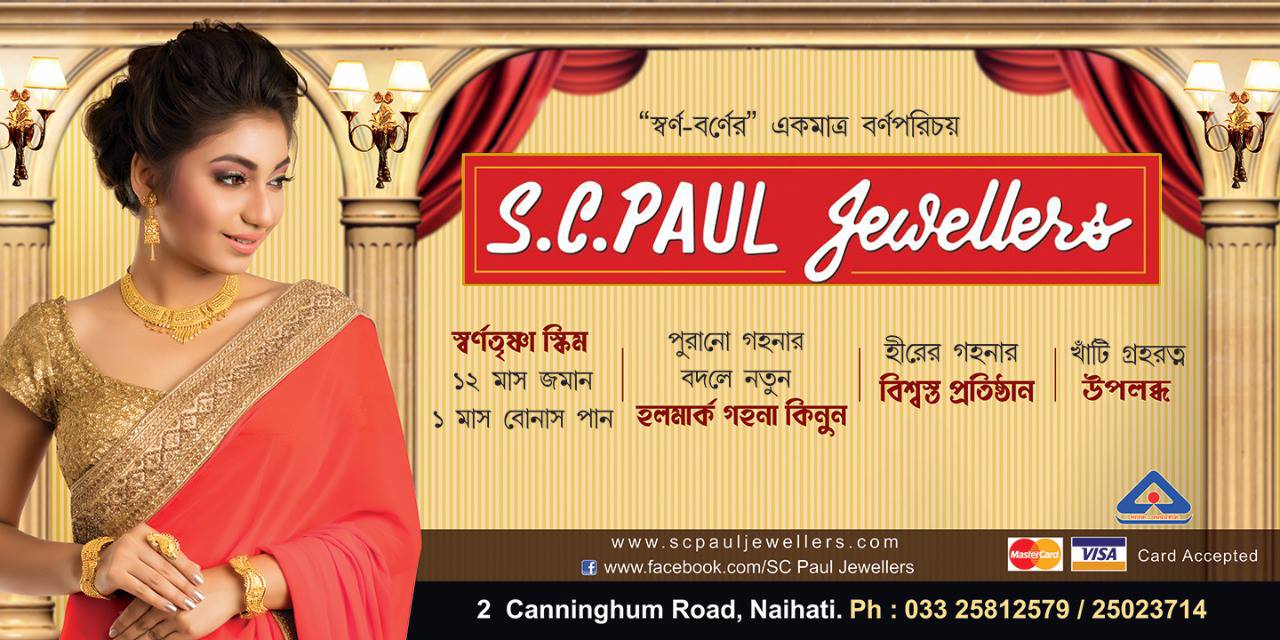 “স্বর্ণ-বর্ণের” একমাত্র বর্ণপরিচয়
S.C.PAUL Jewellers
স্বর্ণতৃষ্ণা স্কিম
১২ মাস জমান
১ মাস বোনাস পান
পুরানো গহনার
বদলে নতুন
হলমার্ক গহনা কিনুন
হীরের গহনার
বিশ্বস্ত প্রতিষ্ঠান
খাঁটি গ্রহরত্ন
উপলব্ধ
www.scpauljewellers.com
www.facebook.com/SC Paul Jewellers
MasterCard VISA Card Accepted
2 Canninghum Road, Naihati. Ph : 033 25812579 / 25023714